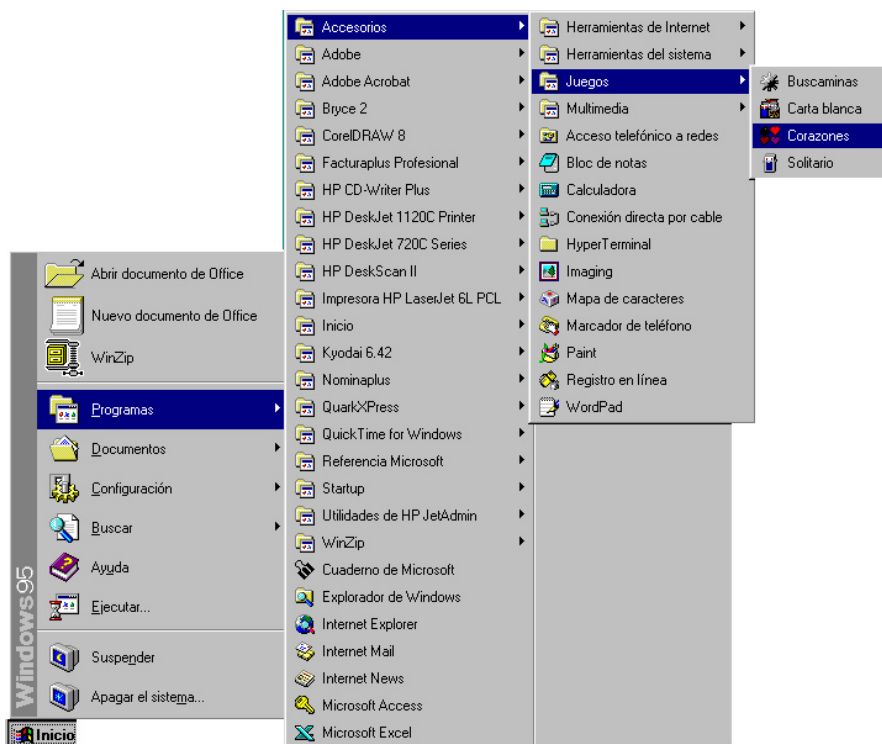 Abrir documento de Office
Nuevo documento de Office
WinZip
Programas
Documentos
Configuración
Buscar
Ayuda
Ejecutar...
Suspender
Apagar el sistema...
Windows95
Inicio
Accesorios
Adobe
Adobe Acrobat
Bryce 2
CorelDRAW 8
Facturaplus Profesional
HP CD-Writer Plus
HP DeskJet 1120C Printer
HP DeskJet 720C Series
HP DeskScan II
Impresora HP LaserJet 6L PCL
Inicio
Kyodai 6.42
Nominaplus
QuarkXPress
QuickTime for Windows
Referencia Microsoft
Startup
Utilidades de HP JetAdmin
WinZip
Cuaderno de Microsoft
Explorador de Windows
Internet Explorer
Internet Mail
Internet News
Microsoft Access
Microsoft Excel
Herramientas de Internet
Herramientas del sistema
Juegos
Multimedia
Acceso telefónico a redes
Bloc de notas
Calculadora
Conexión directa por cable
HyperTerminal
Imaging
Mapa de caracteres
Marcador de teléfono
Paint
Registro en línea
WordPad
Buscaminas
Carta blanca
Corazones
Solitario